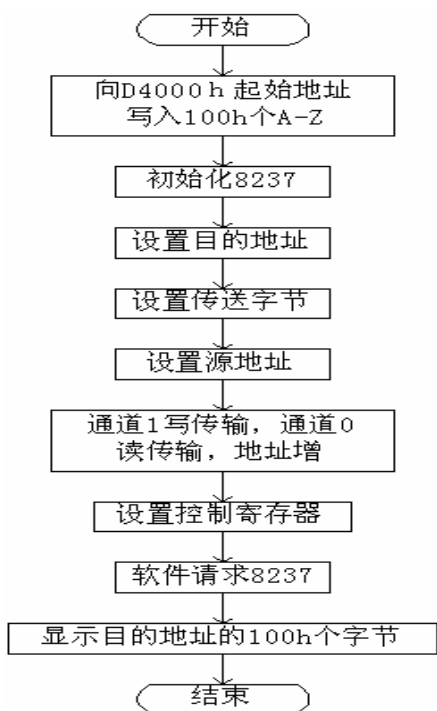 开始
向D4000h 起始地址
写入100h个A-Z
初始化8237
设置目的地址
设置传送字节
设置源地址
通道1写传输，通道0
读传输，地址增
设置控制寄存器
软件请求8237
显示目的地址的100h个字节
结束